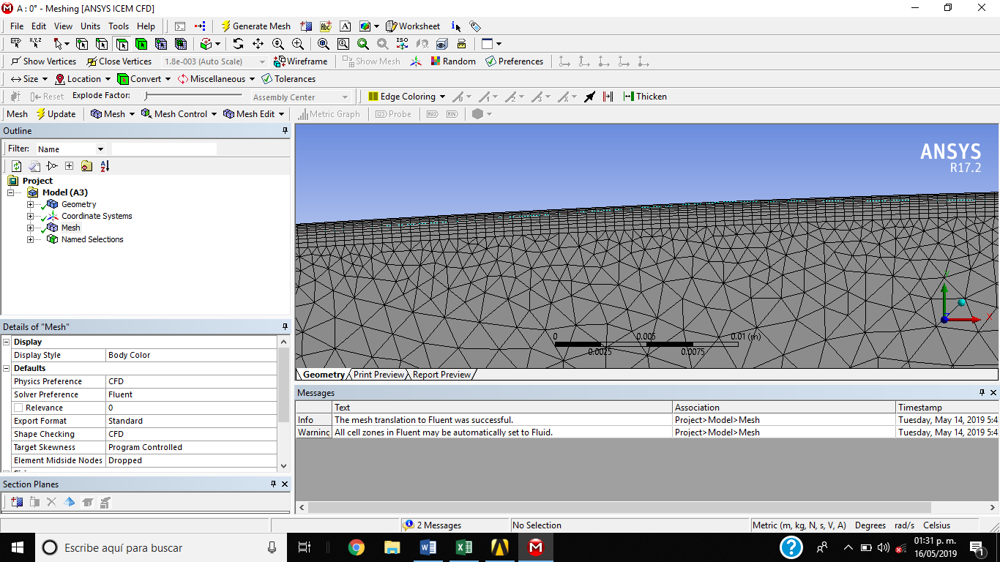 A : 0° - Meshing [ANSYS ICEM CFD]
File Edit View Units Tools Help Generate Mesh Worksheet
Show Vertices Close Vertices 1.8e-003 (Auto Scale) Wireframe Show Mesh Random Preferences
Size Location Convert Miscellaneous Tolerances
Reset Explode Factor: Assembly Center Edge Coloring Thicken
Mesh Update Mesh Mesh Control Mesh Edit Metric Graph Probe
Outline
Filter: Name
Project
Model (A3)
Geometry
Coordinate Systems
Mesh
Named Selections
ANSYS
R17.2
Y
X
Z
0 0.005 0.01 (m)
0.0025 0.0075
Geometry Print Preview Report Preview
Details of "Mesh"
Display
Display Style Body Color
Defaults
Physics Preference CFD
Solver Preference Fluent
Relevance 0
Export Format Standard
Shape Checking CFD
Target Skewness Program Controlled
Element Midside Nodes Dropped
Section Planes
Messages
Text Association Timestamp
Info The mesh translation to Fluent was successful. Project>Model>Mesh Tuesday, May 14, 2019 5:4
Warning All cell zones in Fluent may be automatically set to Fluid. Project>Model>Mesh Tuesday, May 14, 2019 5:4
2 Messages No Selection Metric (m, kg, N, s, V, A) Degrees rad/s Celsius
Escribe aquí para buscar
01:31 p. m.
16/05/2019